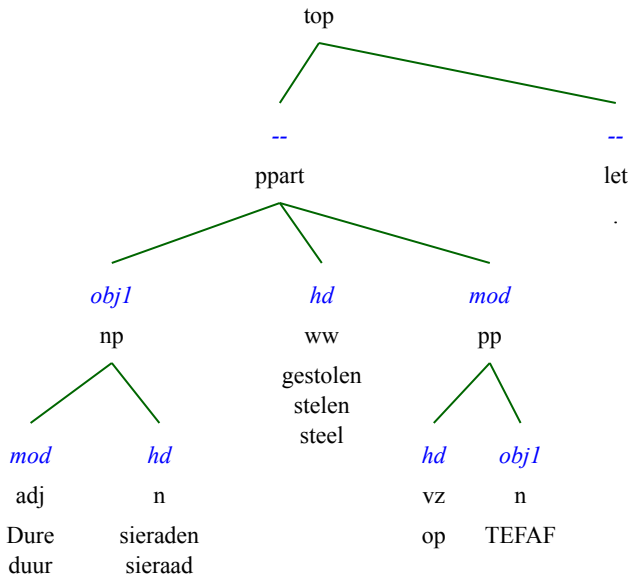 top
-- --
ppart let
.
obj1 hd mod
np ww pp
gestolen
stelen
steel
mod hd hd obj1
adj n vz n
Dure sieraden op TEFAF
duur sieraad